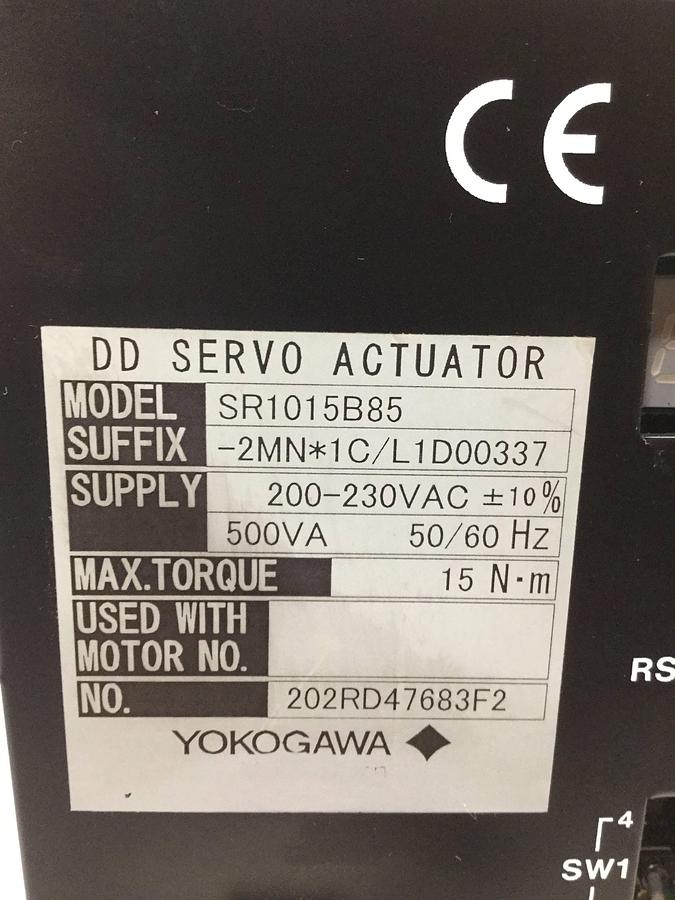 CE
DD SERVO ACTUATOR
MODEL SR1015B85
SUFFIX -2MN*1C/L1D00337
SUPPLY 200-230VAC ±10%
500VA 50/60 Hz
MAX.TORQUE 15 N·m
USED WITH
MOTOR NO.
NO. 202RD47683F2
YOKOGAWA
RS
4
SW1